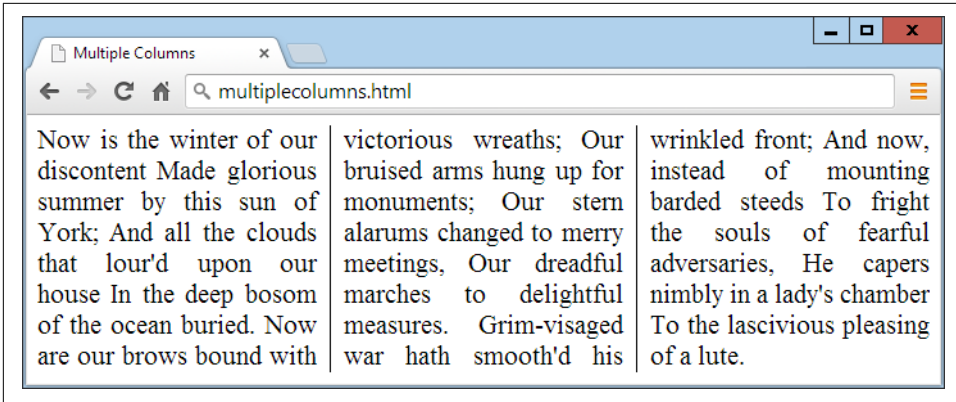 Multiple Columns
multiplecolumns.html
Now is the winter of our
discontent Made glorious
summer by this sun of
York; And all the clouds
that lour'd upon our
house In the deep bosom
of the ocean buried. Now
are our brows bound with
victorious wreaths; Our
bruised arms hung up for
monuments; Our stern
alarums changed to merry
meetings, Our dreadful
marches to delightful
measures. Grim-visaged
war hath smooth'd his
wrinkled front; And now,
instead of mounting
barded steeds To fright
the souls of fearful
adversaries, He capers
nimbly in a lady's chamber
To the lascivious pleasing
of a lute.